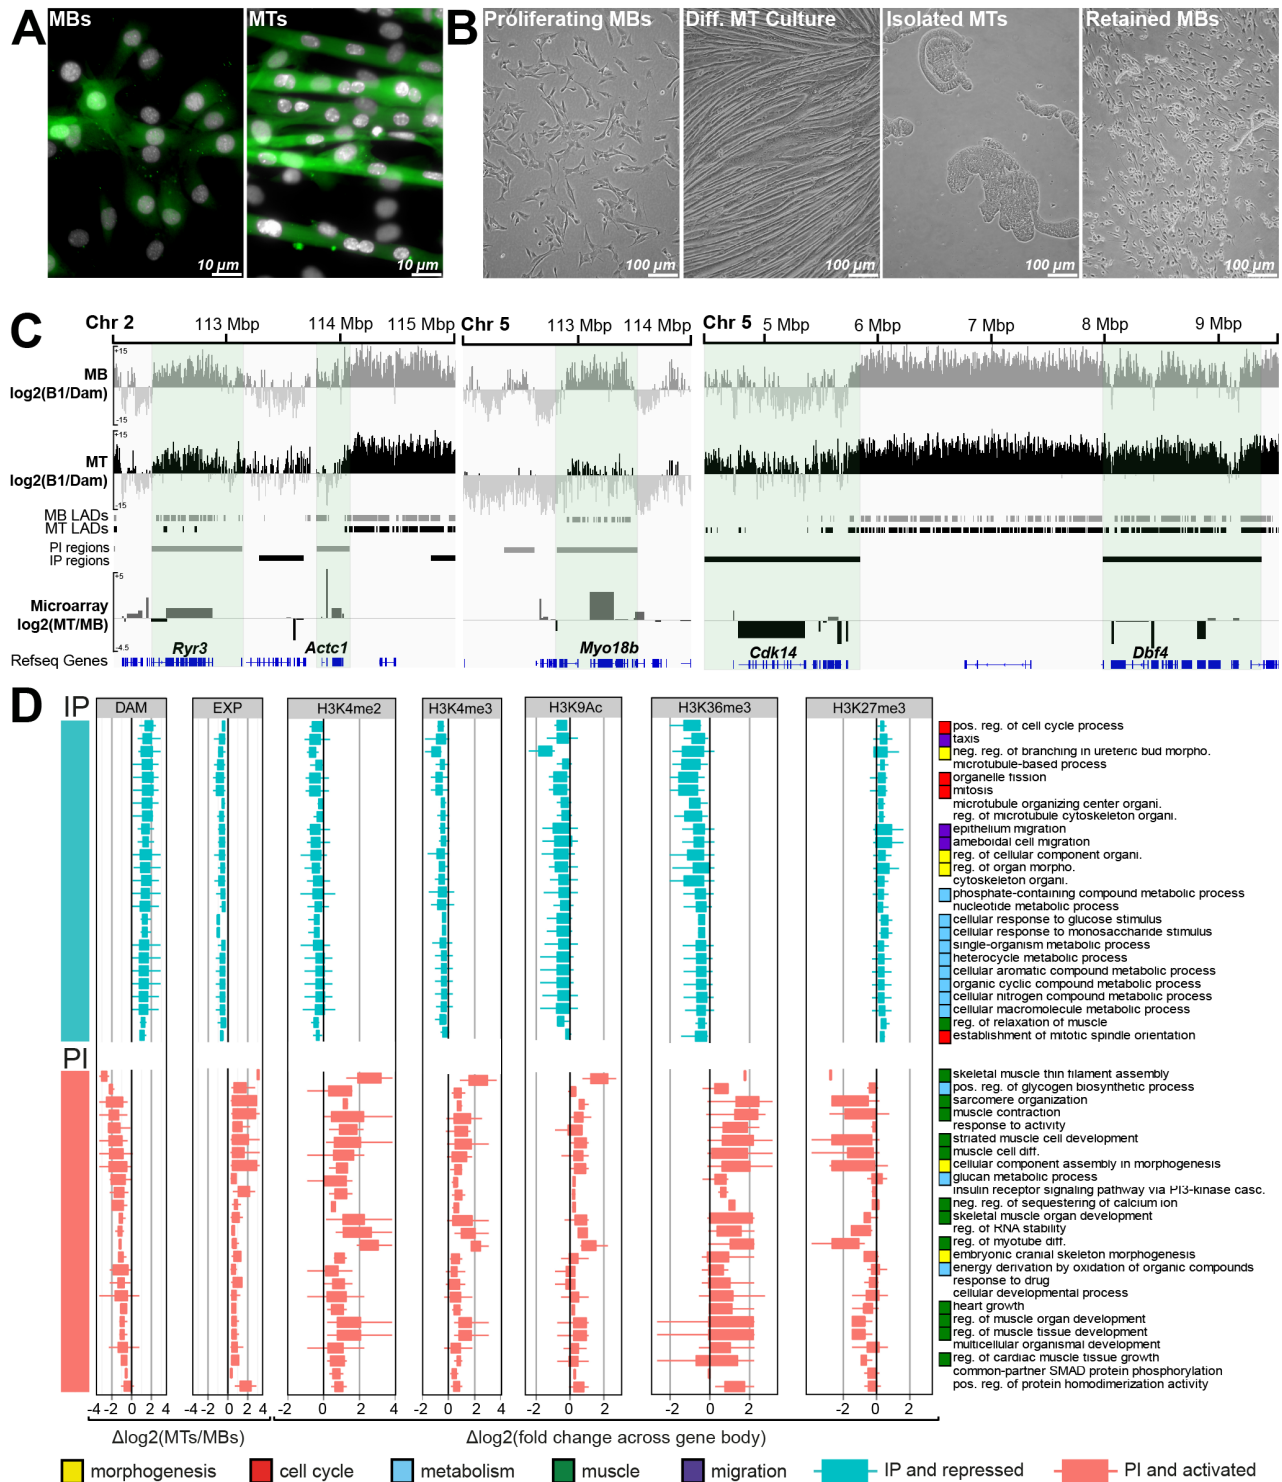 A
MBs
MTs
10 µm
10 µm
B
Proliferating MBs
Diff. MT Culture
Isolated MTs
Retained MBs
100 µm
100 µm
100 µm
100 µm
C
Chr 2
113 Mbp
114 Mbp
115 Mbp
Chr 5
113 Mbp
114 Mbp
Chr 5
5 Mbp
6 Mbp
7 Mbp
8 Mbp
9 Mbp
+15
MB
log2(B1/Dam)
-15
+15
MT
log2(B1/Dam)
-15
MB LADs
MT LADs
PI regions
IP regions
+5
Microarray
log2(MT/MB)
-4.5
Ryr3
Actc1
Myo18b
Cdk14
Dbf4
Refseq Genes
D
IP
DAM
EXP
H3K4me2
H3K4me3
H3K9Ac
H3K36me3
H3K27me3
pos. reg. of cell cycle process
taxis
neg. reg. of branching in ureteric bud morpho.
microtubule-based process
organelle fission
mitosis
microtubule organizing center organi.
reg. of microtubule cytoskeleton organi.
epithelium migration
ameboidal cell migration
reg. of cellular component organi.
reg. of organ morpho.
cytoskeleton organi.
phosphate-containing compound metabolic process
nucleotide metabolic process
cellular response to glucose stimulus
cellular response to monosaccharide stimulus
single-organism metabolic process
heterocycle metabolic process
cellular aromatic compound metabolic process
organic cyclic compound metabolic process
cellular nitrogen compound metabolic process
cellular macromolecule metabolic process
reg. of relaxation of muscle
establishment of mitotic spindle orientation
PI
skeletal muscle thin filament assembly
pos. reg. of glycogen biosynthetic process
sarcomere organization
muscle contraction
response to activity
striated muscle cell development
muscle cell diff.
cellular component assembly in morphogenesis
glucan metabolic process
insulin receptor signaling pathway via PI3-kinase casc.
neg. reg. of sequestering of calcium ion
skeletal muscle organ development
reg. of RNA stability
reg. of myotube diff.
embryonic cranial skeleton morphogenesis
energy derivation by oxidation of organic compounds
response to drug
cellular developmental process
heart growth
reg. of muscle organ development
reg. of muscle tissue development
multicellular organismal development
reg. of cardiac muscle tissue growth
common-partner SMAD protein phosphorylation
pos. reg. of protein homodimerization activity
-4 -2 0 2 4
-4 -2 0 2 4
-2 0 2 4
-2 0 2 4
-2 0 2
-2 0 2
-2 0 2
Δlog2(MTs/MBs)
Δlog2(fold change across gene body)
morphogenesis
cell cycle
metabolism
muscle
migration
IP and repressed
PI and activated